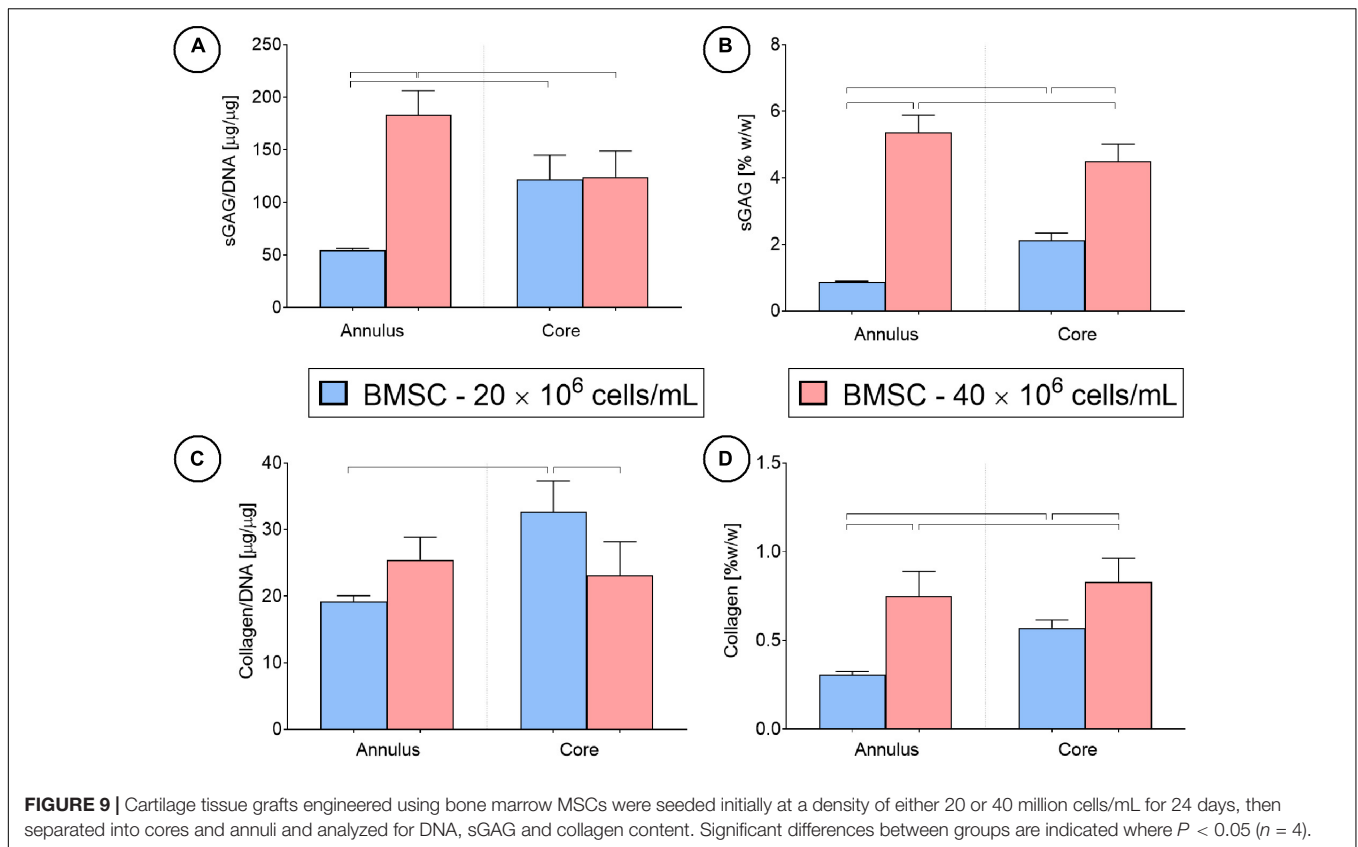 A
B
250
200
150
100
50
0
sGAG/DNA [µg/µg]
Annulus
Core
8
6
4
2
0
sGAG [% w/w]
Annulus
Core
BMSC - 20 × 10⁶ cells/mL
BMSC - 40 × 10⁶ cells/mL
C
D
40
30
20
10
0
Collagen/DNA [µg/µg]
Annulus
Core
1.5
1.0
0.5
0.0
Collagen [%w/w]
Annulus
Core
FIGURE 9 | Cartilage tissue grafts engineered using bone marrow MSCs were seeded initially at a density of either 20 or 40 million cells/mL for 24 days, then
separated into cores and annuli and analyzed for DNA, sGAG and collagen content. Significant differences between groups are indicated where P < 0.05 (n = 4).